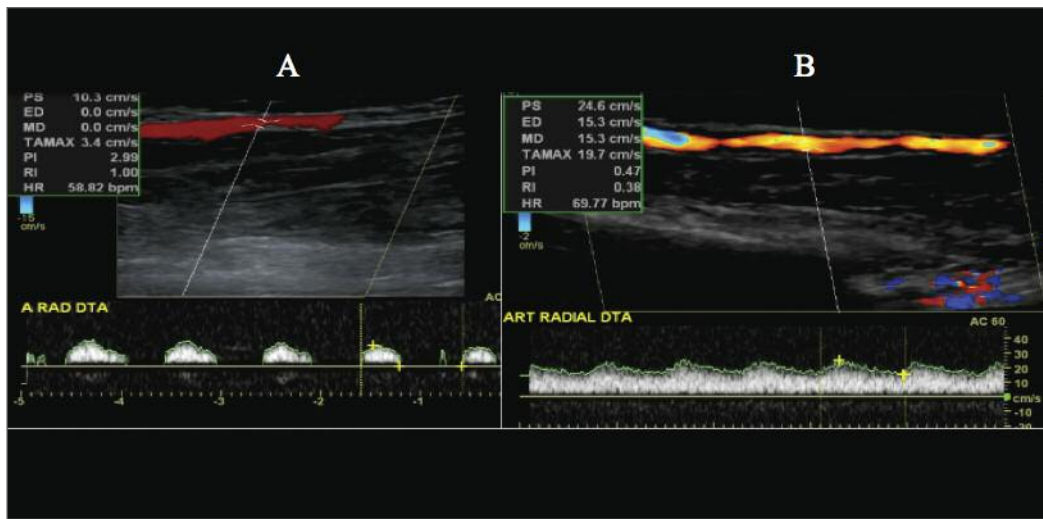 A
B
PS 10.3 cm/s
ED 0.0 cm/s
MD 0.0 cm/s
TAMAX 3.4 cm/s
PI 2.99
RI 1.00
HR 58.82 bpm
-15
cm/s
A RAD DTA
AC
-5 -4 -3 -2 -1
PS 24.6 cm/s
ED 15.3 cm/s
MD 15.3 cm/s
TAMAX 19.7 cm/s
PI 0.47
RI 0.38
HR 69.77 bpm
-2
cm/s
ART RADIAL DTA
AC 60
40
30
20
10
cm/s
-10
-20